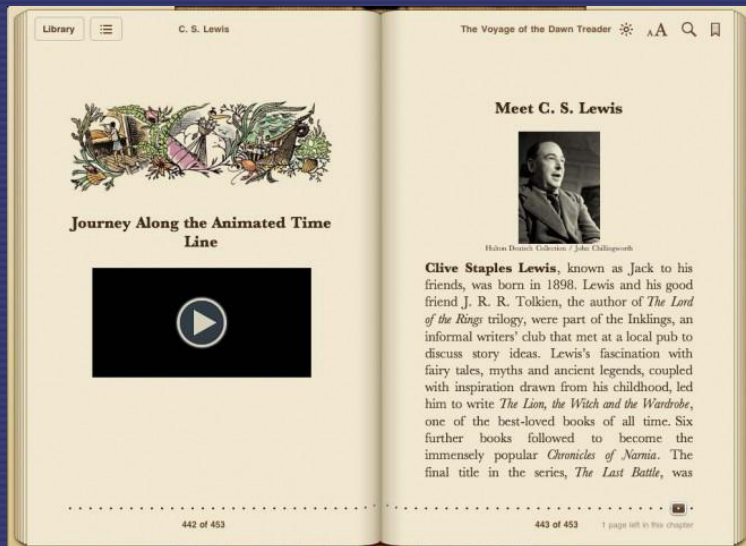 Library
C. S. Lewis
The Voyage of the Dawn Treader
AA
Journey Along the Animated Time
Line
442 of 453
Meet C. S. Lewis
Hulton Deutsch Collection / John Chillingworth
Clive Staples Lewis, known as Jack to his
friends, was born in 1898. Lewis and his good
friend J. R. R. Tolkien, the author of The Lord
of the Rings trilogy, were part of the Inklings, an
informal writers' club that met at a local pub to
discuss story ideas. Lewis's fascination with
fairy tales, myths and ancient legends, coupled
with inspiration drawn from his childhood, led
him to write The Lion, the Witch and the Wardrobe,
one of the best-loved books of all time. Six
further books followed to become the
immensely popular Chronicles of Narnia. The
final title in the series, The Last Battle, was
443 of 453
1 page left in this chapter